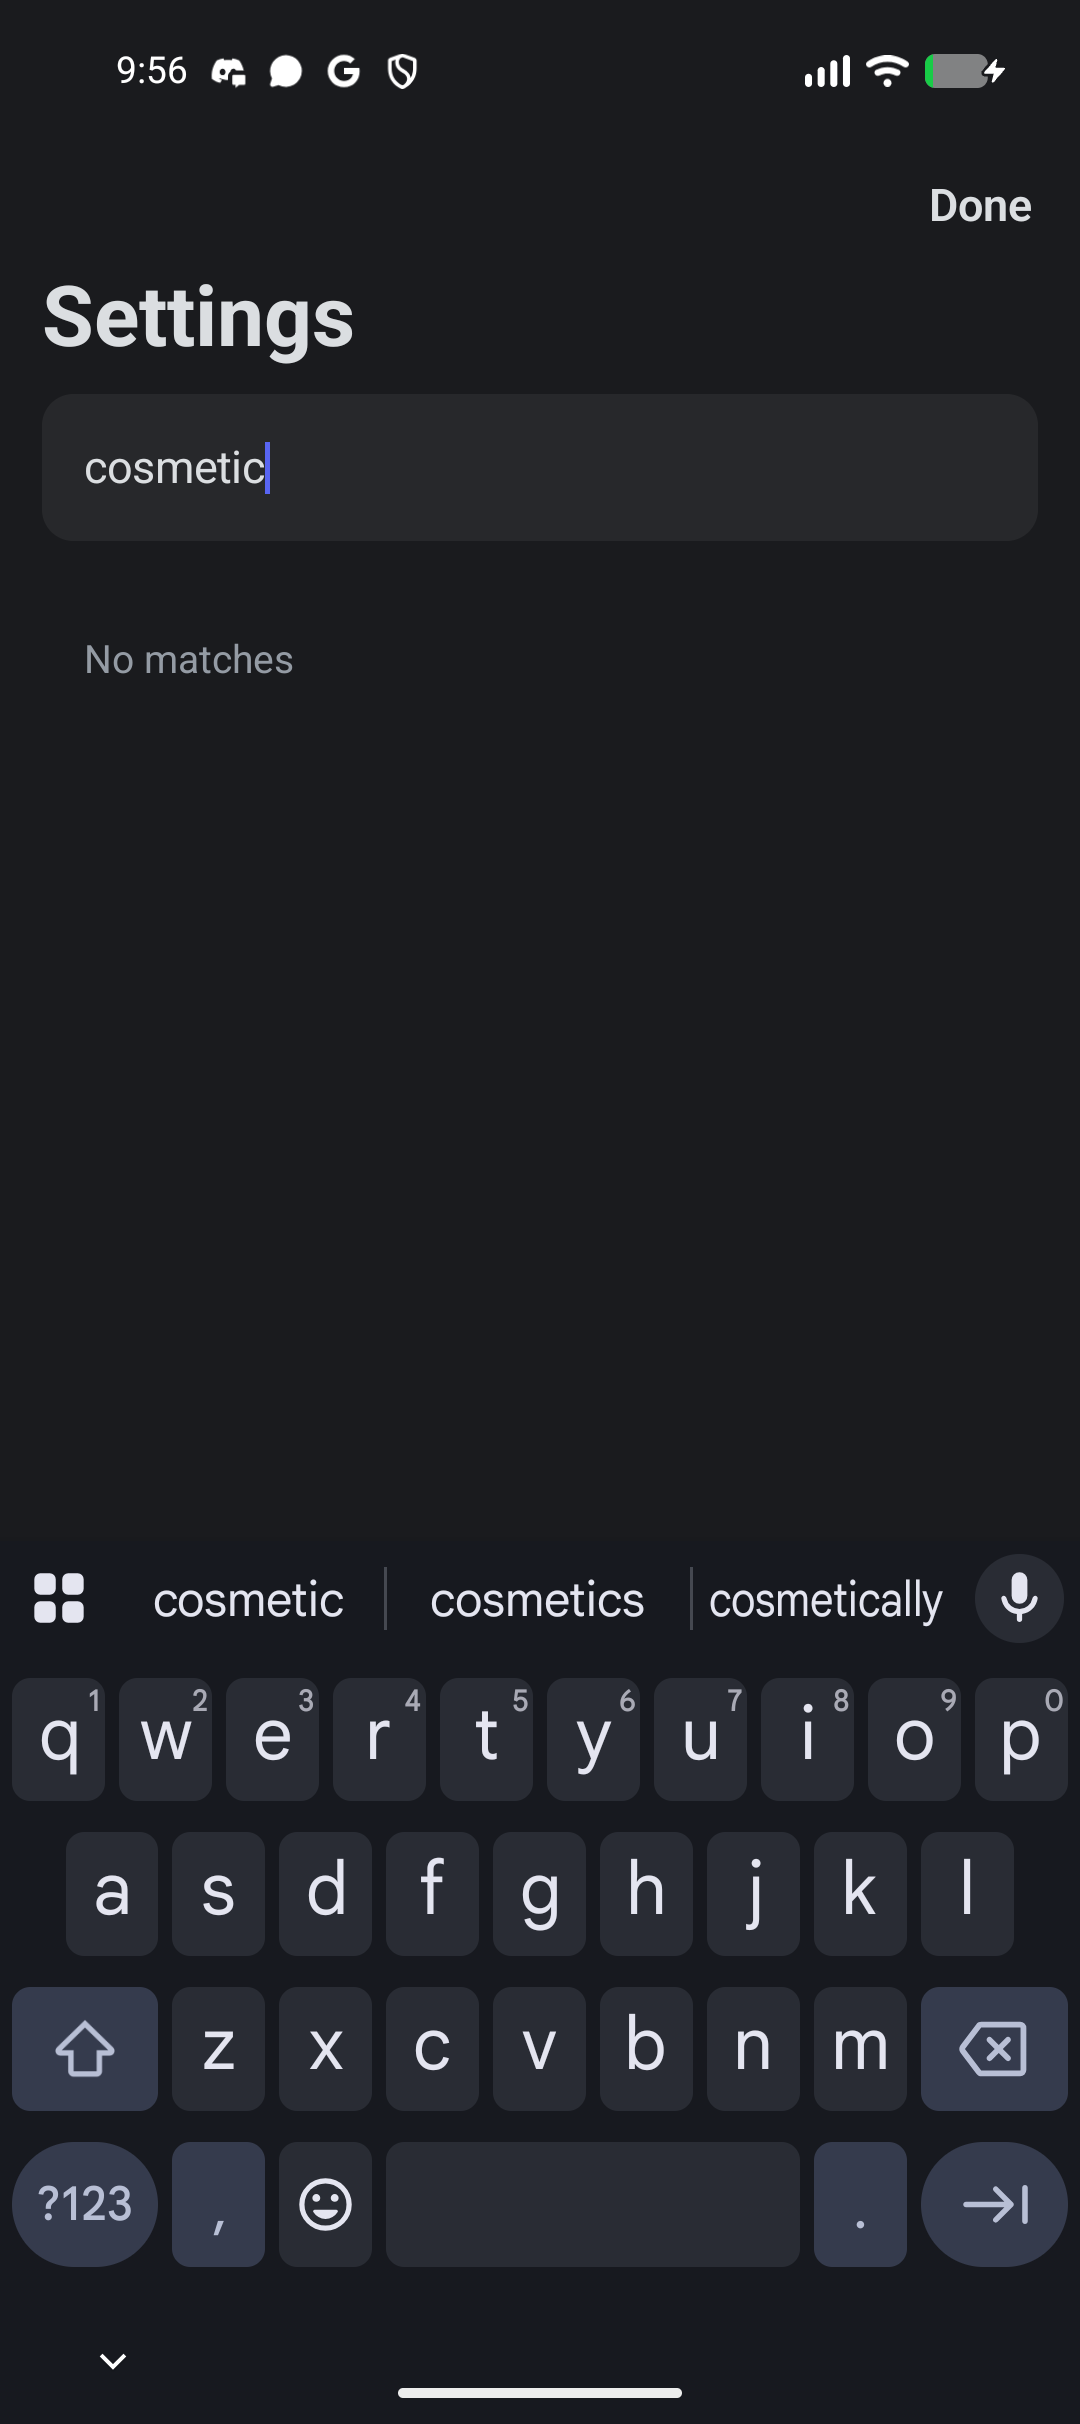 9:56
Done
Settings
cosmetic
No matches
cosmetic cosmetics cosmetically
q1 w2 e3 r4 t5 y6 u7 i8 o9 p0
a s d f g h j k l
z x c v b n m
?123 , .